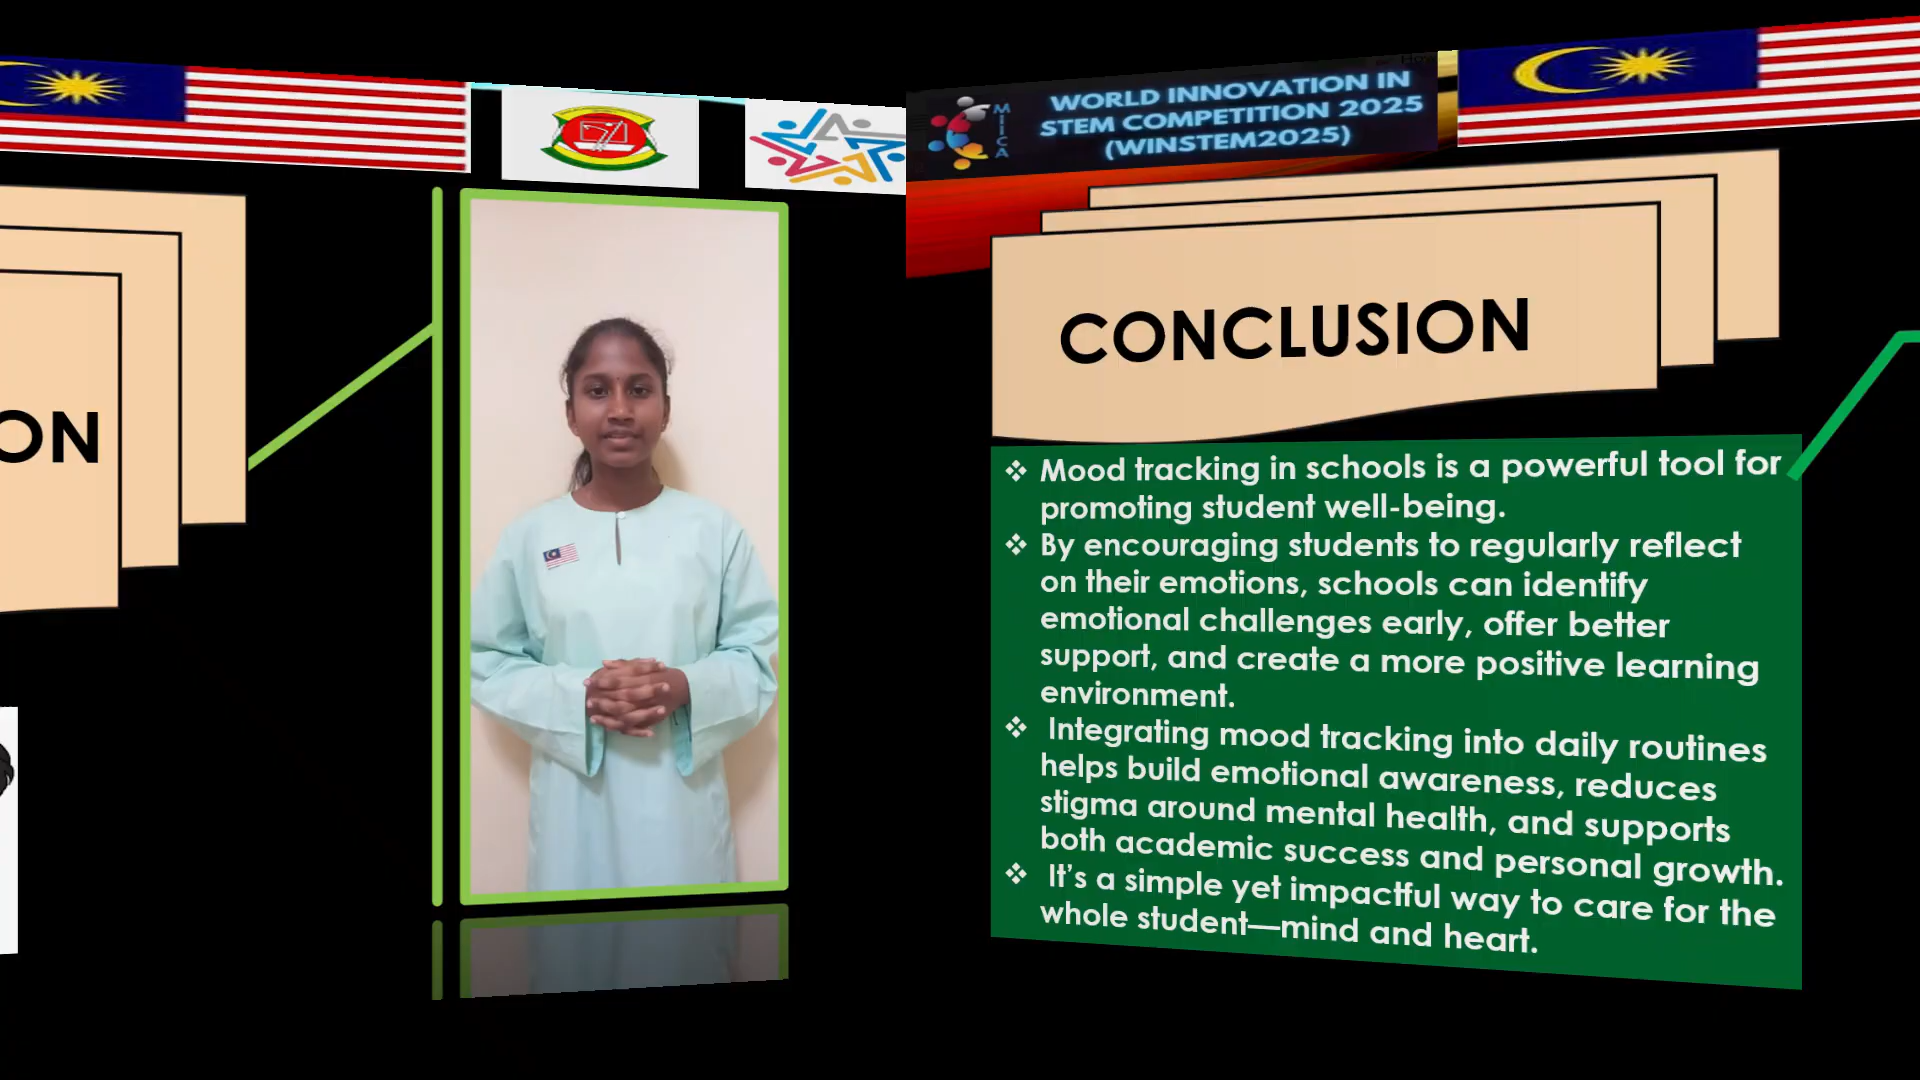 WORLD INNOVATION IN
STEM COMPETITION 2025
(WINSTEM2025)
MIICA
ON
CONCLUSION
❖ Mood tracking in schools is a powerful tool for
promoting student well-being.
❖ By encouraging students to regularly reflect
on their emotions, schools can identify
emotional challenges early, offer better
support, and create a more positive learning
environment.
❖ Integrating mood tracking into daily routines
helps build emotional awareness, reduces
stigma around mental health, and supports
both academic success and personal growth.
❖ It’s a simple yet impactful way to care for the
whole student—mind and heart.